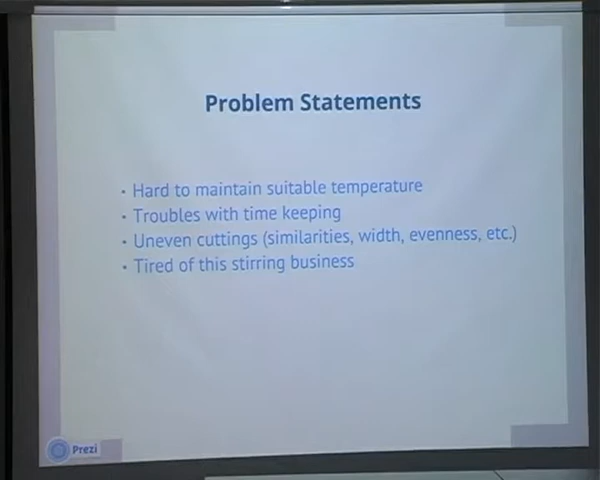 Problem Statements
• Hard to maintain suitable temperature
• Troubles with time keeping
• Uneven cuttings (similarities, width, evenness, etc.)
• Tired of this stirring business
Prezi